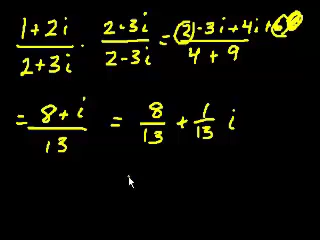 1+2i/2+3i · 2-3i/2-3i = 2-3i+4i+6/4+9
= 8+i/13 = 8/13 + 1/13 i